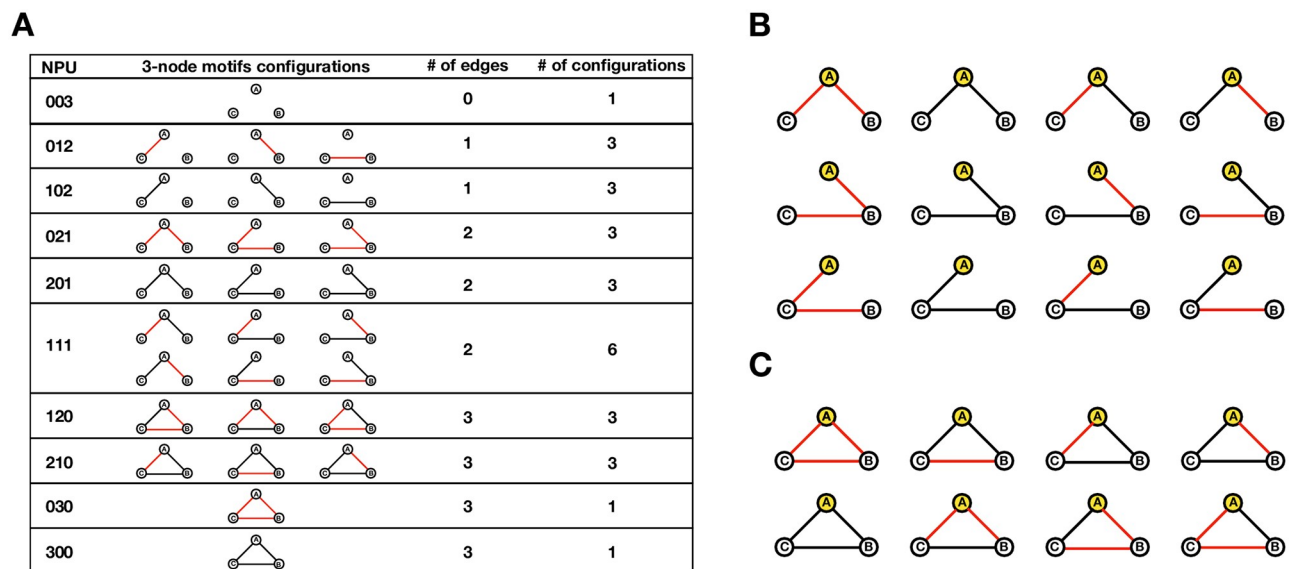 A
NPU 3-node motifs configurations # of edges # of configurations
A
003 0 1
C B
A A A
012 1 3
C B C B C B
A A A
102 1 3
C B C B C B
A A A
021 2 3
C B C B C B
A A A
201 2 3
C B C B C B
A A A
C B C B C B
111 2 6
A A A
C B C B C B
A A A
120 3 3
C B C B C B
A A A
210 3 3
C B C B C B
A
030 3 1
C B
A
300 3 1
C B
B
A A A A
C B C B C B C B
A A A A
C B C B C B C B
A A A A
C B C B C B C B
C
A A A A
C B C B C B C B
A A A A
C B C B C B C B